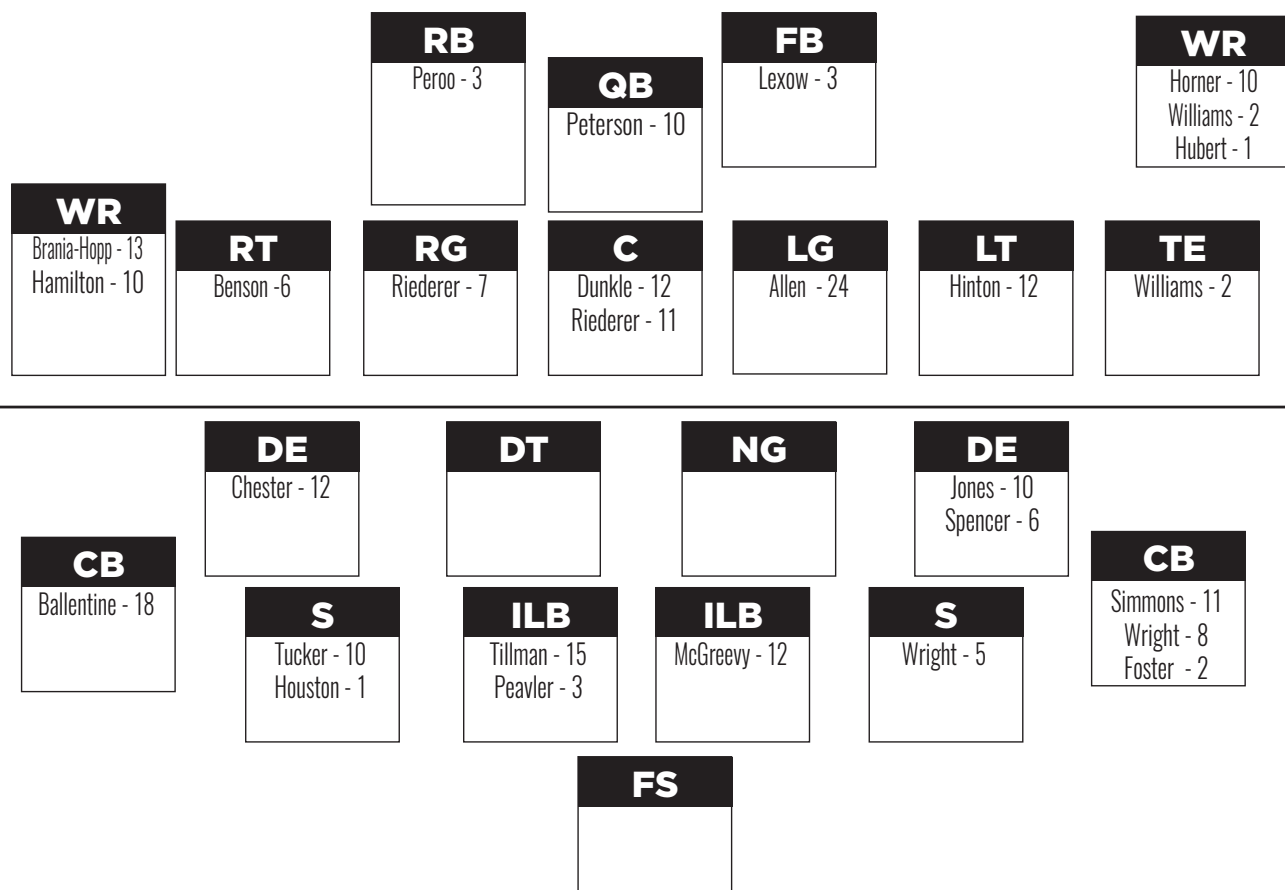 RB
Peroo - 3
QB
Peterson - 10
FB
Lexow - 3
WR
Horner - 10
Williams - 2
Hubert - 1
WR
Brania-Hopp - 13
Hamilton - 10
RT
Benson -6
RG
Riederer - 7
C
Dunkle - 12
Riederer - 11
LG
Allen - 24
LT
Hinton - 12
TE
Williams - 2
DE
Chester - 12
DT
NG
DE
Jones - 10
Spencer - 6
CB
Ballentine - 18
S
Tucker - 10
Houston - 1
ILB
Tillman - 15
Peavler - 3
ILB
McGreevy - 12
S
Wright - 5
CB
Simmons - 11
Wright - 8
Foster - 2
FS